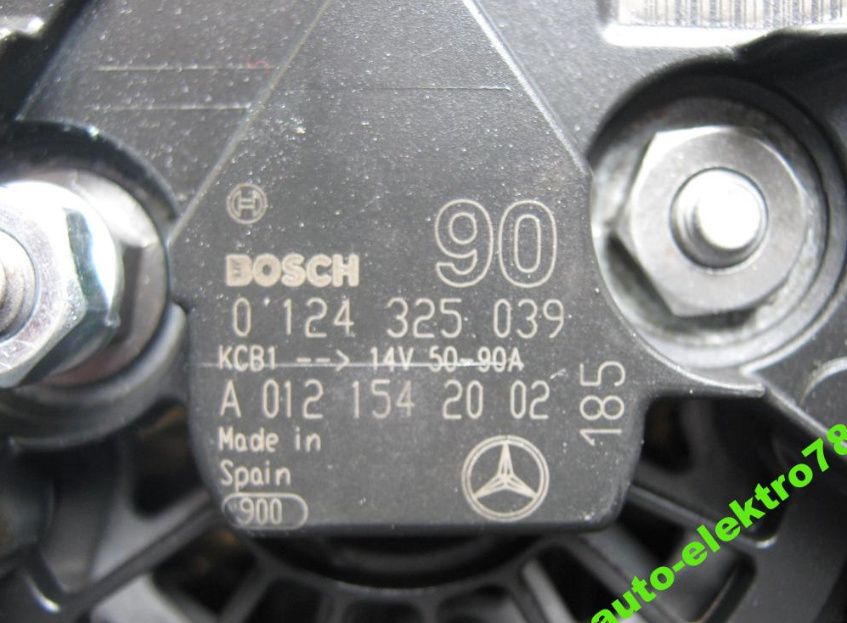 90
BOSCH
0 124 325 039
KCB1 --> 14V 50-90A
A 012 154 20 02
185
Made in
Spain
900
auto-elektro78